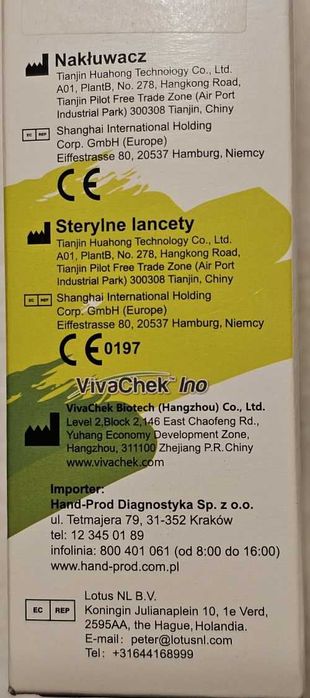 Nakłuwacz
Tianjin Huahong Technology Co., Ltd.
A01, PlantB, No. 278, Hangkong Road,
Tianjin Pilot Free Trade Zone (Air Port
Industrial Park) 300308 Tianjin, Chiny
EC REP
Shanghai International Holding
Corp. GmbH (Europe)
Eiffestrasse 80, 20537 Hamburg, Niemcy
CE
Sterylne lancety
Tianjin Huahong Technology Co., Ltd.
A01, PlantB, No. 278, Hangkong Road,
Tianjin Pilot Free Trade Zone (Air Port
Industrial Park) 300308 Tianjin, Chiny
EC REP
Shanghai International Holding
Corp. GmbH (Europe)
Eiffestrasse 80, 20537 Hamburg, Niemcy
CE 0197
VivaChek™ Ino
VivaChek Biotech (Hangzhou) Co., Ltd.
Level 2,Block 2,146 East Chaofeng Rd.,
Yuhang Economy Development Zone,
Hangzhou, 311100 Zhejiang P.R.Chiny
www.vivachek.com
Importer:
Hand-Prod Diagnostyka Sp. z o.o.
ul. Tetmajera 79, 31-352 Kraków
tel: 12 345 01 89
infolinia: 800 401 061 (od 8:00 do 16:00)
www.hand-prod.com.pl
EC REP
Lotus NL B.V.
Koningin Julianaplein 10, 1e Verd,
2595AA, the Hague, Holandia.
E-mail: peter@lotusnl.com
Tel: +31644168999